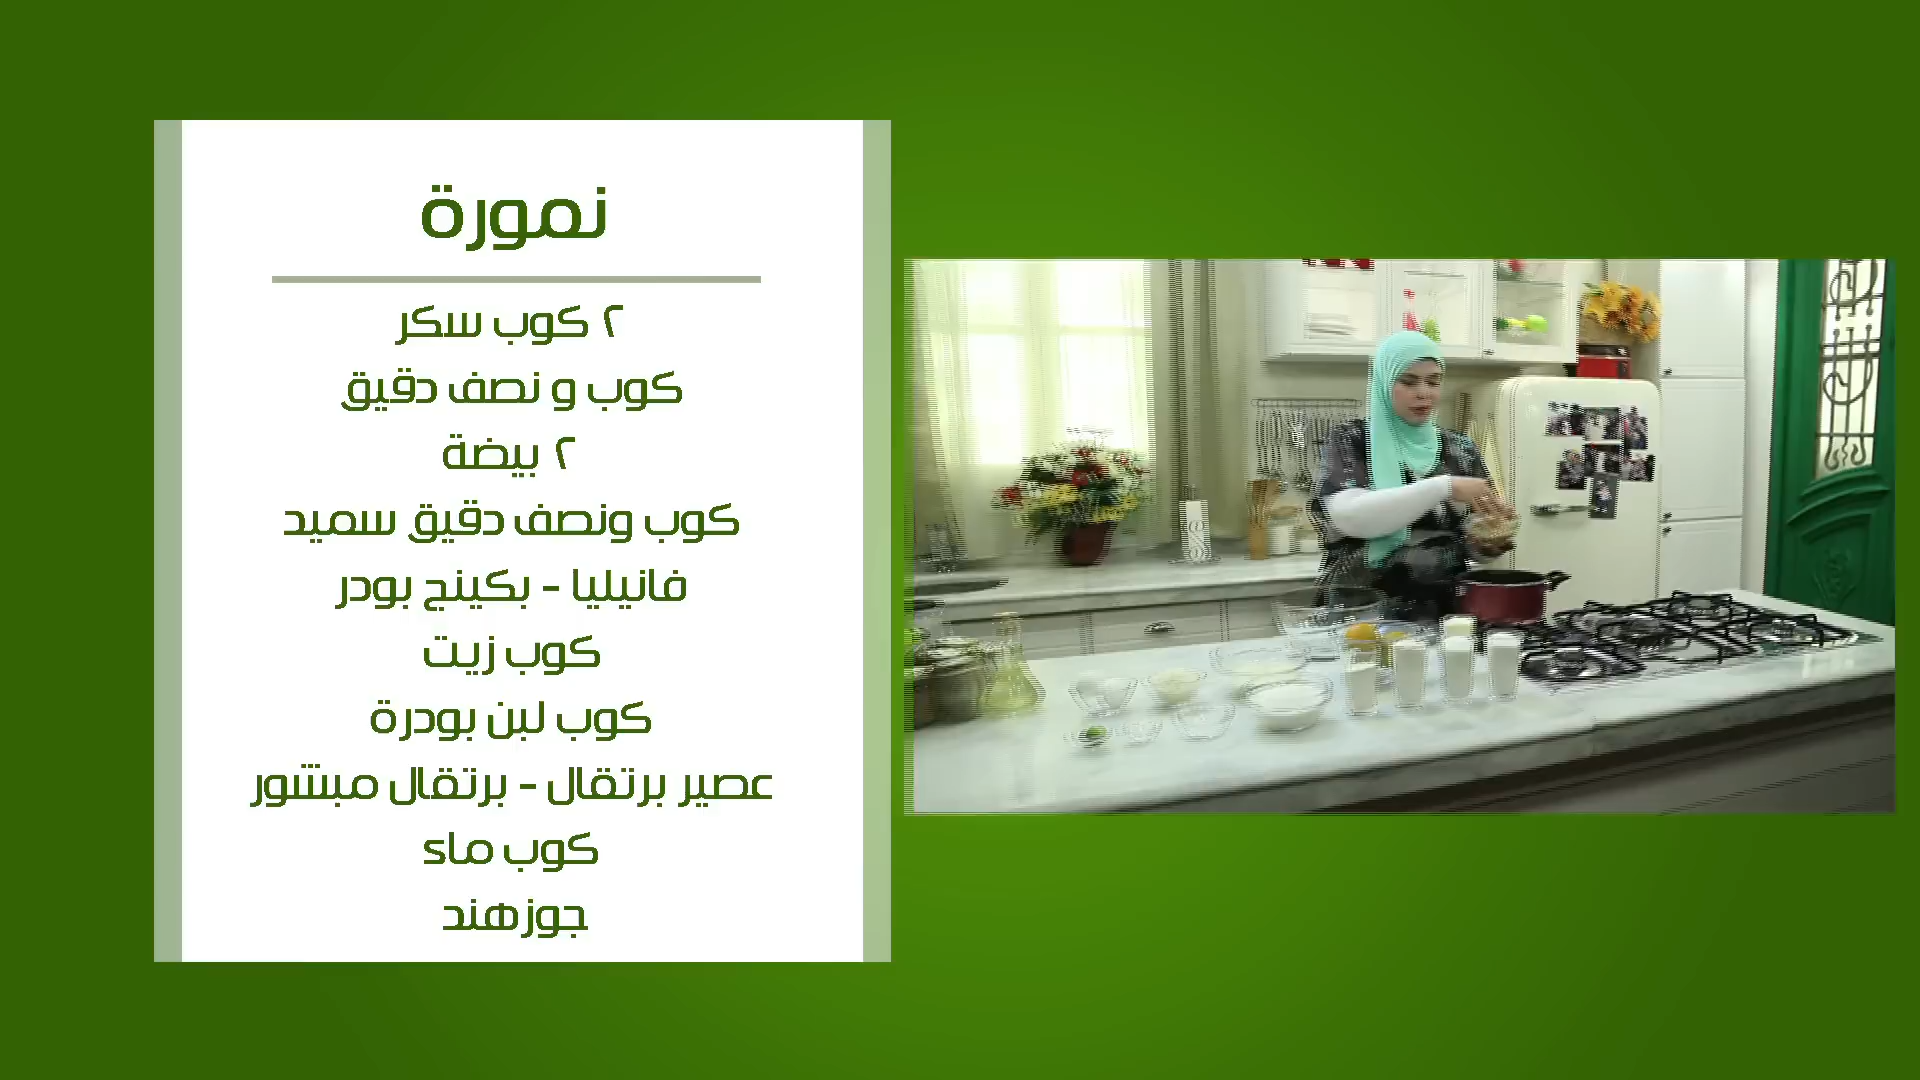 نمورة
٢ كوب سكر
كوب و نصف دقيق
٢ بيضة
كوب ونصف دقيق سميد
فانيليا - بكينج بودر
كوب زيت
كوب لبن بودرة
عصير برتقال - برتقال مبشور
كوب ماء
جوزهند